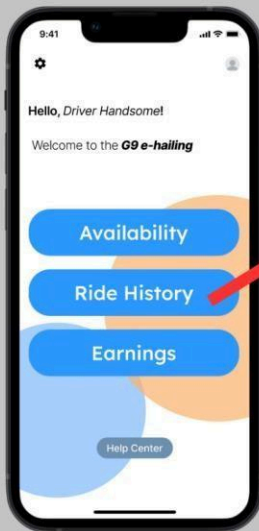 9:41
Hello, Driver Handsome!
Welcome to the G9 e-hailing
Availability
Ride History
Earnings
Help Center